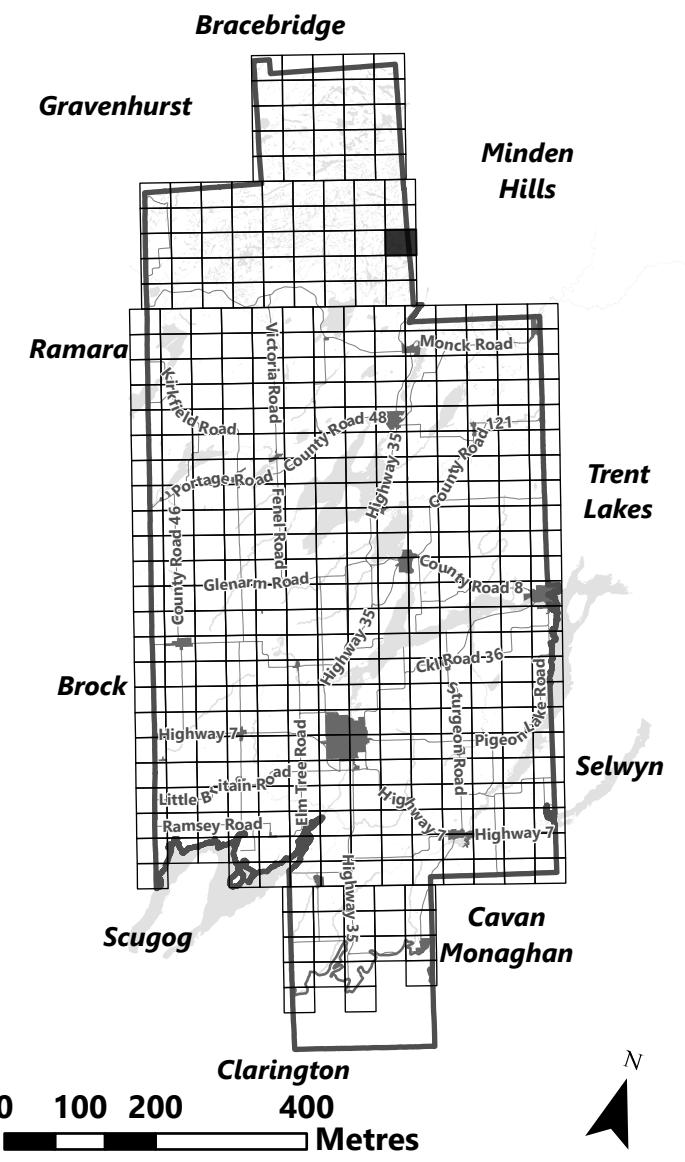 Bracebridge
Gravenhurst
Minden
Hills
Ramara
Monck Road
Victoria Road
Kirkfield Road
County Road 48
Highway 35
County Road 121
Portage Road
Trent
Lakes
Fenel Road
County Road 46
Glenarm Road
County Road 8
Highway 35
Ckl Road 36
Brock
Sturgeon Road
Pigeon Lake Road
Highway 7
Elm Tree Road
Selwyn
Little Britain Road
Highway 7
Ramsey Road
Highway 7
Highway 35
Scugog
Cavan
Monaghan
Clarington
N
0 100 200 400
Metres